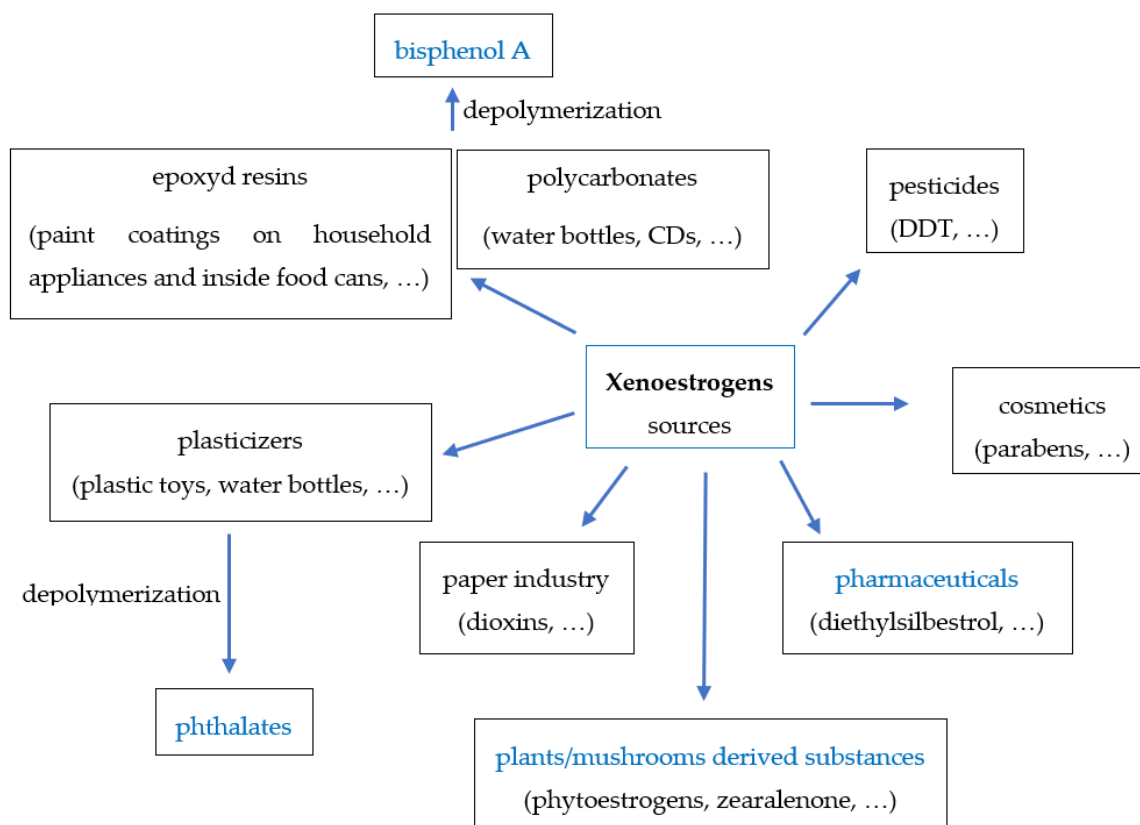 bisphenol A
depolymerization
epoxyd resins
(paint coatings on household
appliances and inside food cans, …)
polycarbonates
(water bottles, CDs, …)
pesticides
(DDT, …)
Xenoestrogens
sources
cosmetics
(parabens, …)
plasticizers
(plastic toys, water bottles, …)
depolymerization
paper industry
(dioxins, …)
pharmaceuticals
(diethylsilbestrol, …)
phthalates
plants/mushrooms derived substances
(phytoestrogens, zearalenone, …)